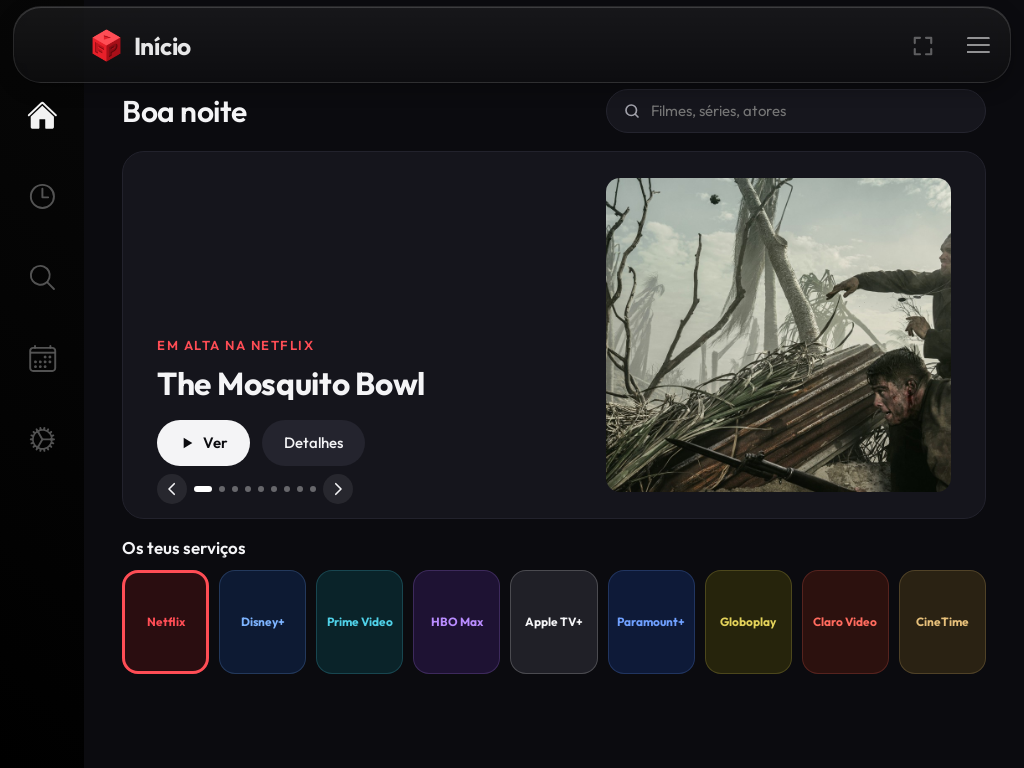 Início
Boa noite
Filmes, séries, atores
EM ALTA NA NETFLIX
The Mosquito Bowl
Ver
Detalhes
Os teus serviços
Netflix
Disney+
Prime Video
HBO Max
Apple TV+
Paramount+
Globoplay
Claro Video
CineTime